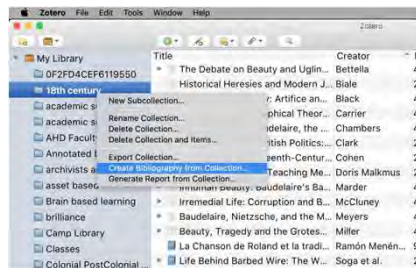 Zotero File Edit Tools Window Help
Zotero
My Library
0F2FD4CEF6119550
18th century
academic s
academic s
AHD Facult
Annotated b
archivists a
asset based
Brain based learning
brilliance
Camp Library
Classes
Colonial PostColonial ...
New Subcollection...
Rename Collection...
Delete Collection...
Delete Collection and Items...
Export Collection...
Create Bibliography from Collection...
Generate Report from Collection...
Title Creator
The Debate on Beauty and Uglin... Bettella
Historical Heresies and Modern J... Biale
y: Artifice an... Black
phical Theor... Carrier
delaire, the ... Chambers
itish Politics:... Clark
eenth-Centur... Cohen
Teaching Me... Doris Malkmus
Inhuman Beauty: Baudelaire's Ba... Marder
Irremedial Life: Corruption and B... McCluney
Baudelaire, Nietzsche, and the M... Meyers
Beauty, Tragedy and the Grotes... Miller
La Chanson de Roland et la tradi... Ramón Menén...
Life Behind Barbed Wire: The W... Soga et al.